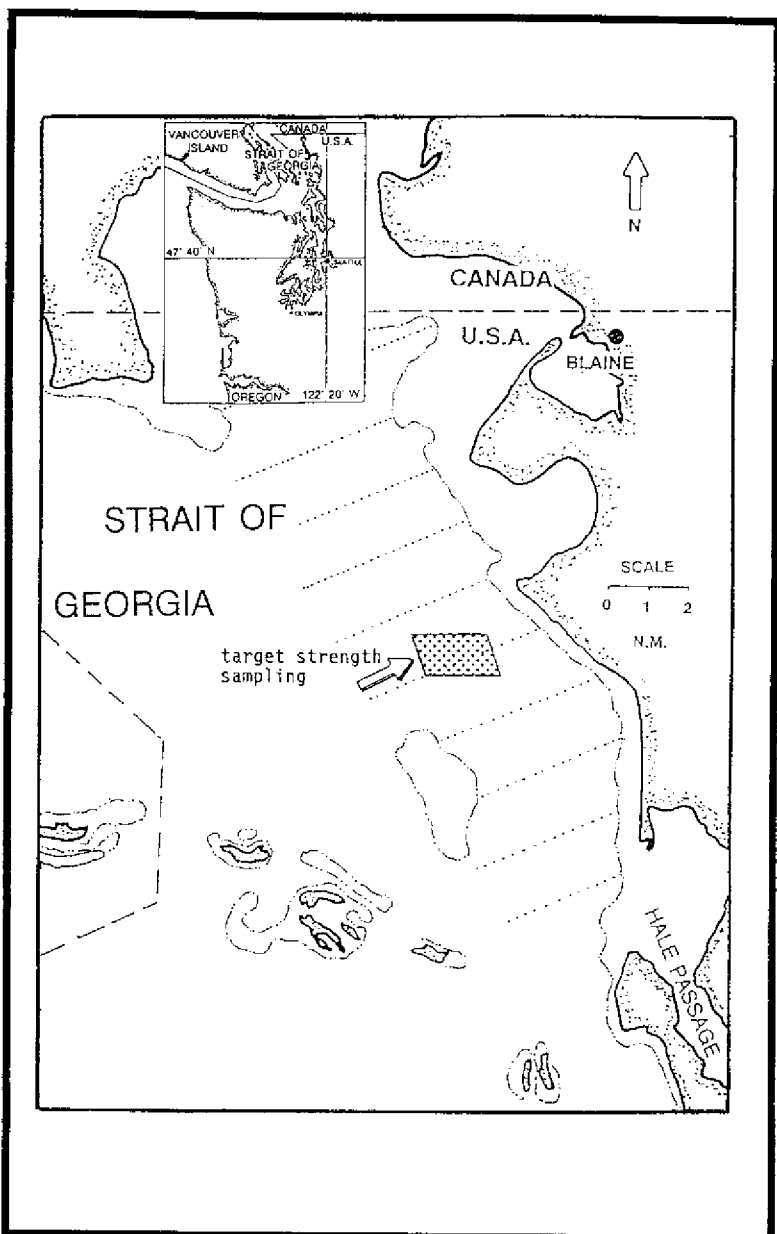 VANCOUVER
ISLAND
CANADA
U.S.A.
STRAIT OF
GEORGIA
47° 40' N
SEATTLE
OLYMPIA
OREGON
122° 20' W
N
CANADA
U.S.A.
BLAINE
STRAIT OF
GEORGIA
SCALE
0 1 2
N.M.
target strength
sampling
HALE PASSAGE